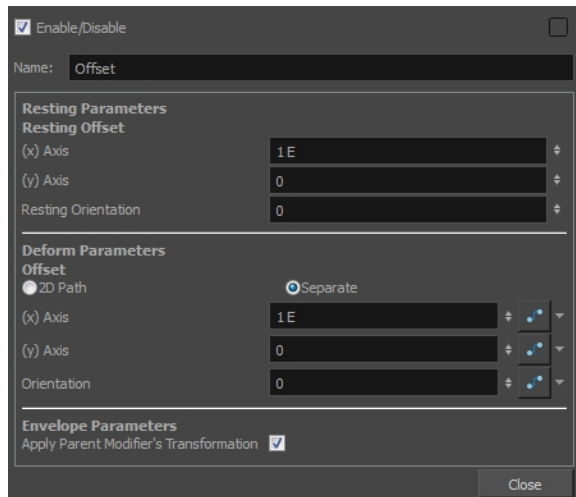 Enable/Disable
Name: Offset
Resting Parameters
Resting Offset
(x) Axis 1 E
(y) Axis 0
Resting Orientation 0
Deform Parameters
Offset
2D Path Separate
(x) Axis 1 E
(y) Axis 0
Orientation 0
Envelope Parameters
Apply Parent Modifier's Transformation
Close